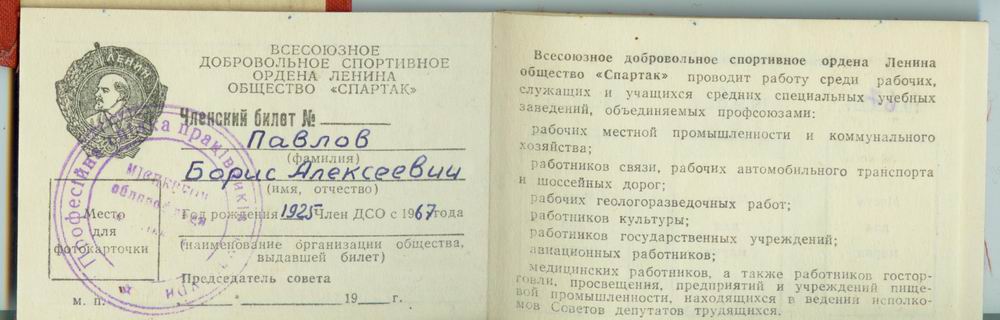 ЛЕНИН
ВСЕСОЮЗНОЕ
ДОБРОВОЛЬНОЕ СПОРТИВНОЕ
ОРДЕНА ЛЕНИНА
ОБЩЕСТВО «СПАРТАК»
Членский билет №
Павлов
(фамилия)
Борис Алексеевич
(имя, отчество)
Год рождения 1925 Член ДСО с 1967 года
(наименование организации общества,
выдавшей билет)
Председатель совета
19 г.
Место
для
фотокарточки
м. п.
Всесоюзное добровольное спортивное ордена Ленина
общество «Спартак» проводит работу среди рабочих,
служащих и учащихся средних специальных учебных
заведений, объединяемых профсоюзами:
рабочих местной промышленности и коммунального
хозяйства;
работников связи, рабочих автомобильного транспорта
и шоссейных дорог;
рабочих геологоразведочных работ;
работников культуры;
работников государственных учреждений;
авиационных работников;
медицинских работников, а также работников гостор-
говли, просвещения, предприятий и учреждений пище-
вой промышленности, находящихся в ведении исполко-
мов Советов депутатов трудящихся.